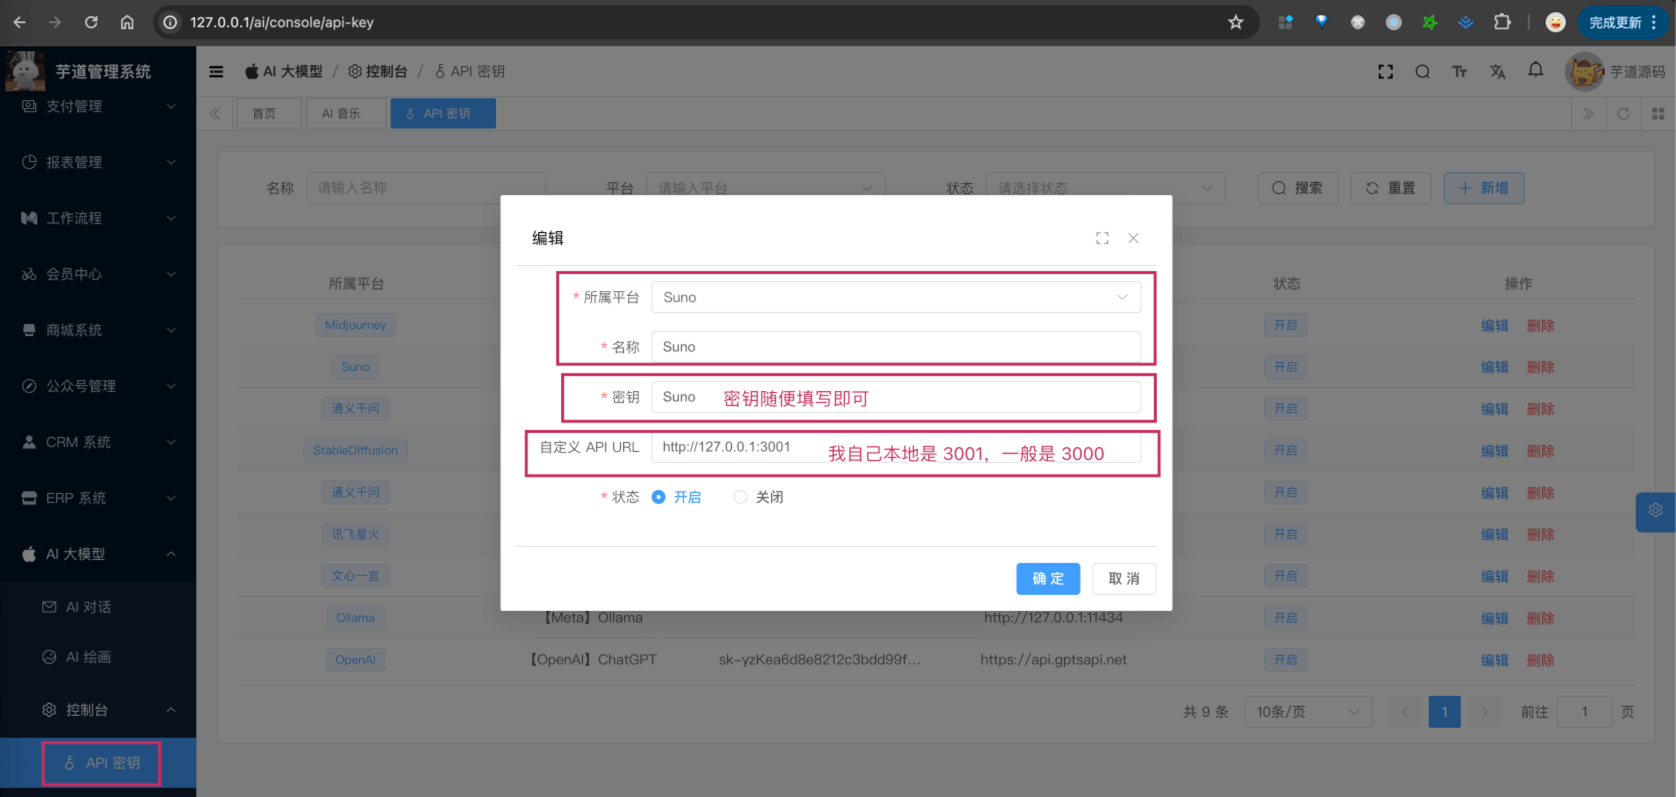 127.0.0.1/ai/console/api-key
完成更新
芋道管理系统
AI 大模型 / 控制台 / API 密钥
芋道源码
支付管理
首页
AI 音乐
API 密钥
报表管理
工作流程
会员中心
商城系统
公众号管理
CRM 系统
ERP 系统
AI 大模型
AI 对话
AI 绘画
控制台
API 密钥
名称 请输入名称
平台 请输入平台
状态 请选择状态
搜索
重置
新增
所属平台 状态 操作
Midjourney 开启 编辑 删除
Suno 开启 编辑 删除
通义千问 开启 编辑 删除
StableDiffusion 开启 编辑 删除
通义千问 开启 编辑 删除
讯飞星火 开启 编辑 删除
文心一言 开启 编辑 删除
Ollama 【Meta】Ollama http://127.0.0.1:11434 开启 编辑 删除
OpenAI 【OpenAI】ChatGPT sk-yzKea6d8e8212c3bdd99f... https://api.gptsapi.net 开启 编辑 删除
共 9 条 10条/页 1 前往 1 页
编辑
* 所属平台 Suno
* 名称 Suno
* 密钥 Suno 密钥随便填写即可
自定义 API URL http://127.0.0.1:3001 我自己本地是 3001，一般是 3000
* 状态 开启 关闭
确 定
取 消